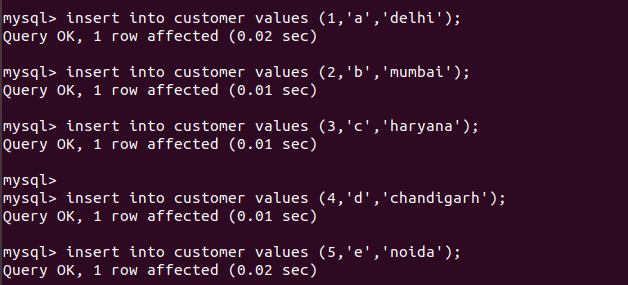 mysql> insert into customer values (1,'a','delhi');
Query OK, 1 row affected (0.02 sec)
mysql> insert into customer values (2,'b','mumbai');
Query OK, 1 row affected (0.01 sec)
mysql> insert into customer values (3,'c','haryana');
Query OK, 1 row affected (0.01 sec)
mysql>
mysql> insert into customer values (4,'d','chandigarh');
Query OK, 1 row affected (0.01 sec)
mysql> insert into customer values (5,'e','noida');
Query OK, 1 row affected (0.02 sec)